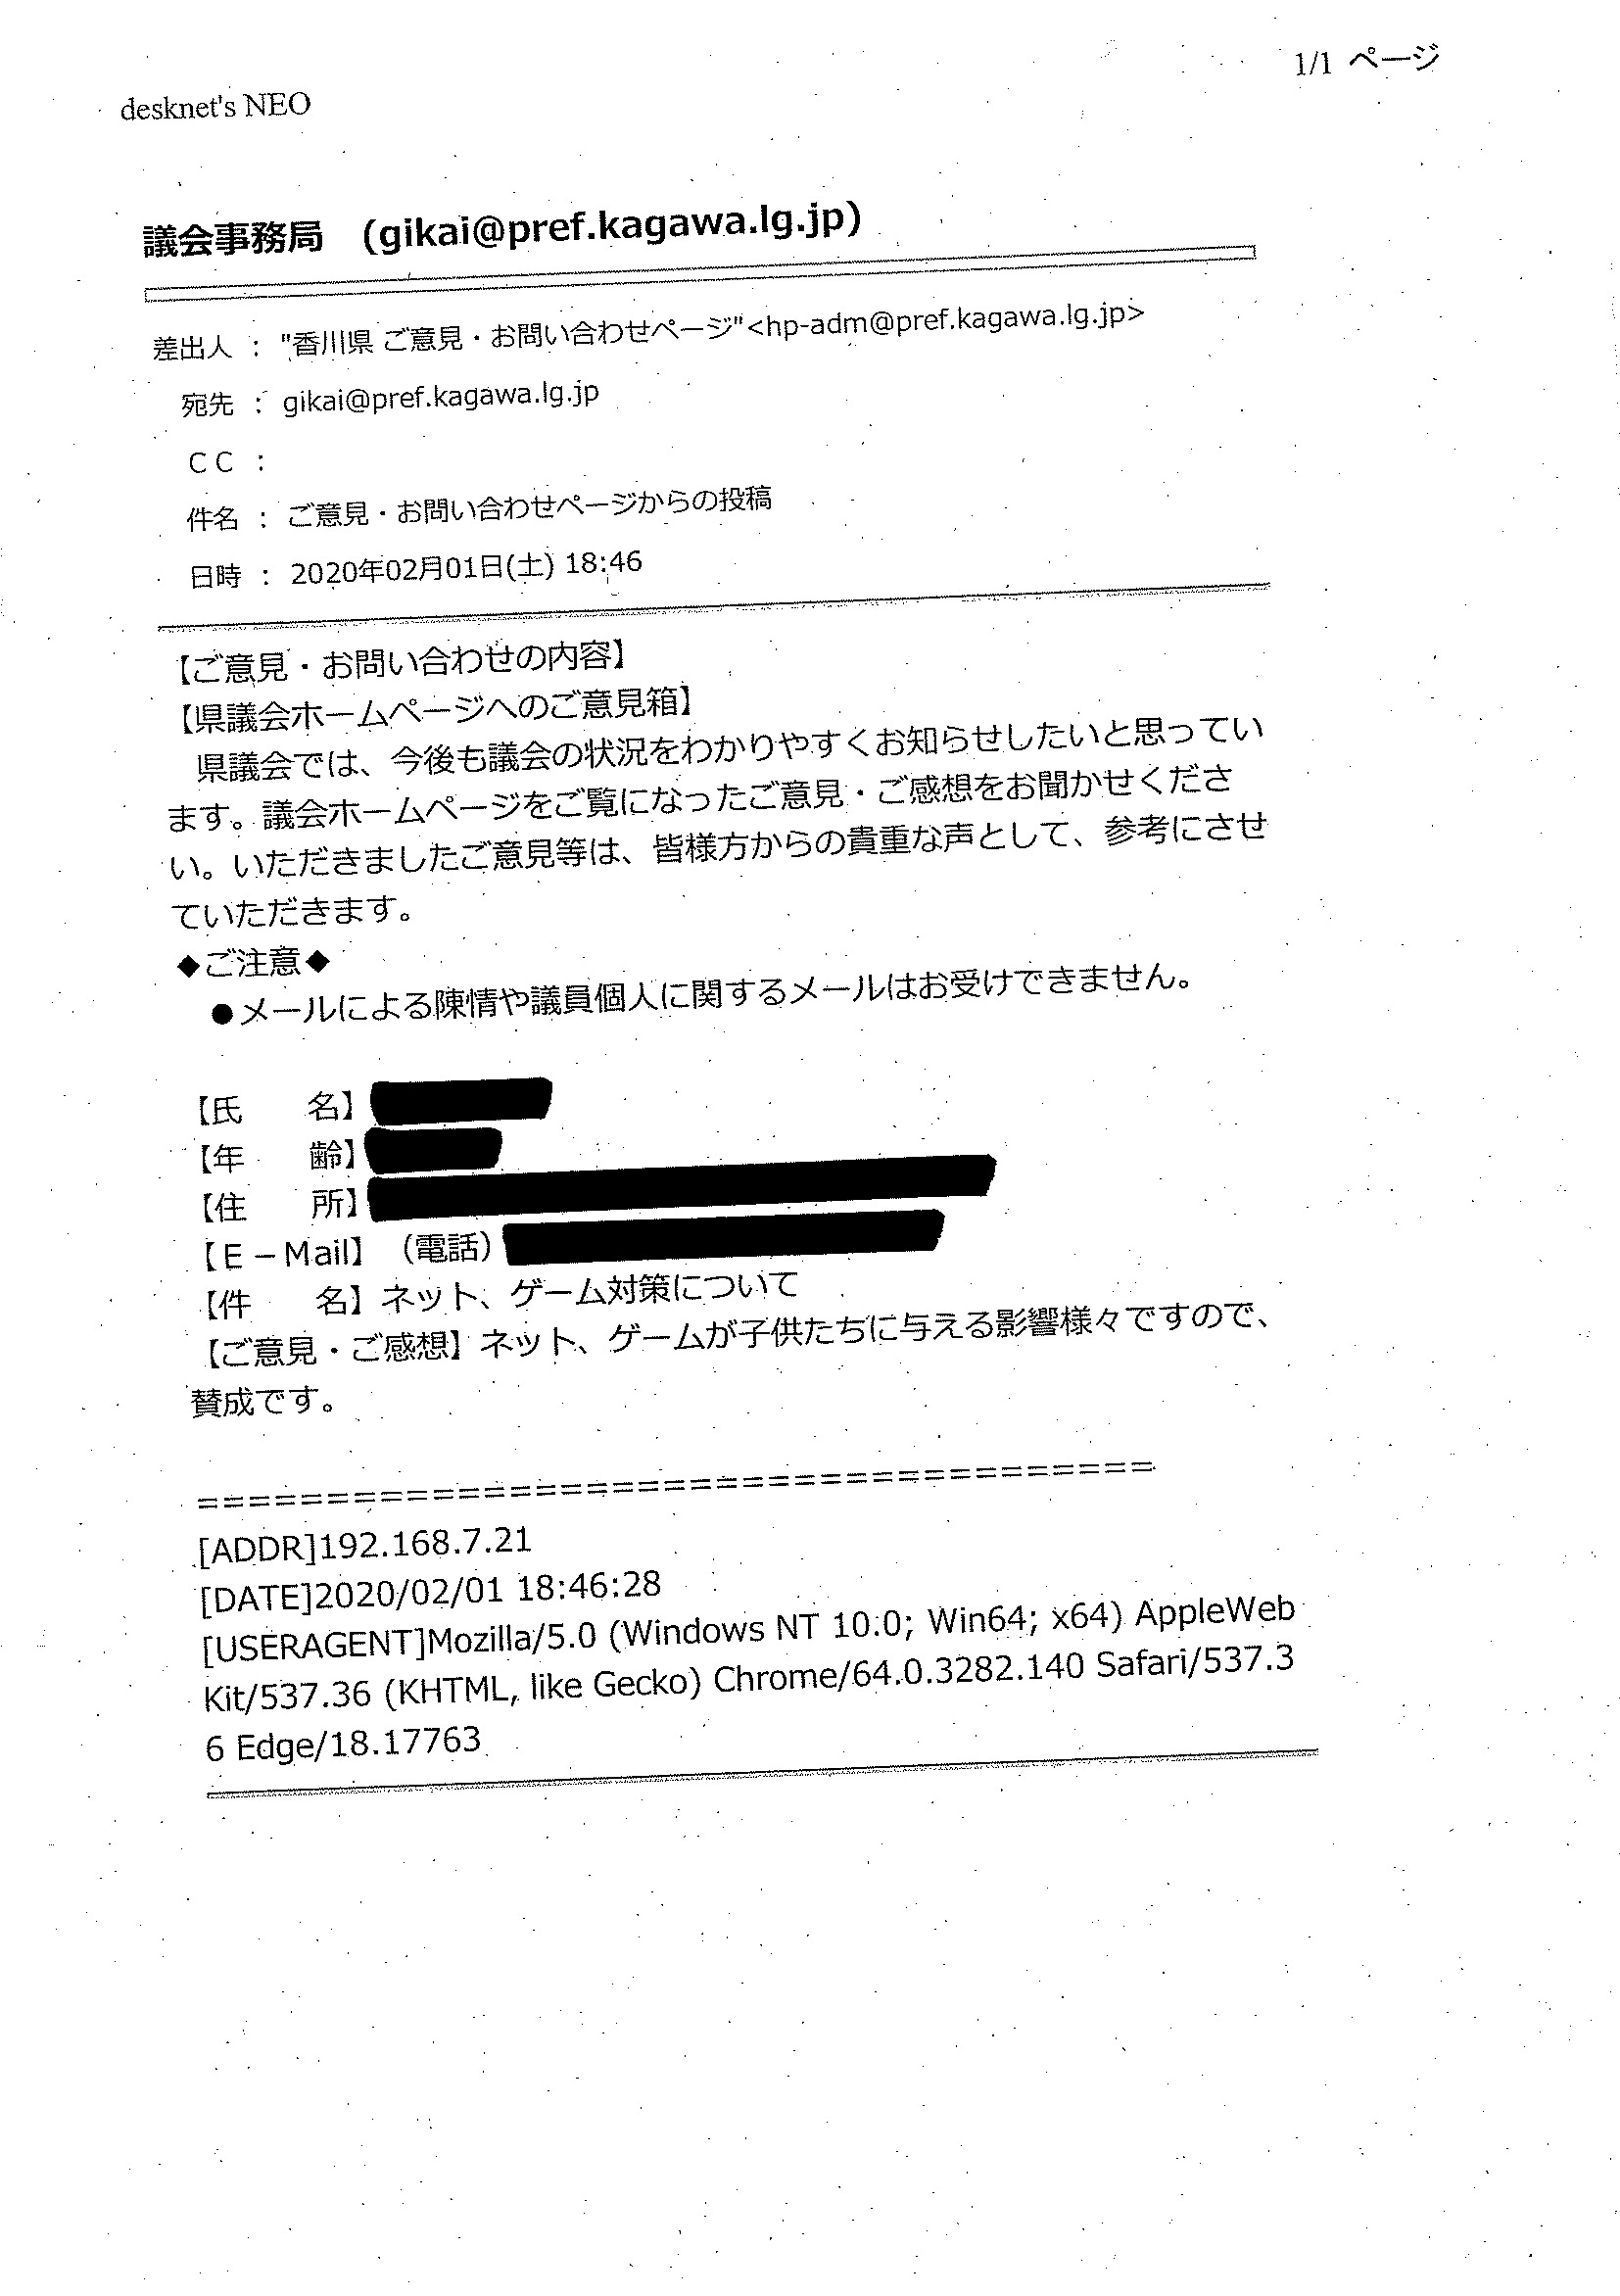 1/1 ページ
desknet's NEO
議会事務局　(gikai@pref.kagawa.lg.jp)
差出人 ： "香川県 ご意見・お問い合わせページ"<hp-adm@pref.kagawa.lg.jp>
宛先 ： gikai@pref.kagawa.lg.jp
ＣＣ ：
件名 ： ご意見・お問い合わせページからの投稿
日時 ： 2020年02月01日(土) 18:46
【ご意見・お問い合わせの内容】
【県議会ホームページへのご意見箱】
　県議会では、今後も議会の状況をわかりやすくお知らせしたいと思ってい
ます。議会ホームページをご覧になったご意見・ご感想をお聞かせくださ
い。いただきましたご意見等は、皆様方からの貴重な声として、参考にさせ
ていただきます。
◆ご注意◆
　●メールによる陳情や議員個人に関するメールはお受けできません。
【氏　　名】
【年　　齢】
【住　　所】
【Ｅ－Mail】（電話）
【件　　名】ネット、ゲーム対策について
【ご意見・ご感想】ネット、ゲームが子供たちに与える影響様々ですので、
賛成です。
=====================================
[ADDR]192.168.7.21
[DATE]2020/02/01 18:46:28
[USERAGENT]Mozilla/5.0 (Windows NT 10.0; Win64; x64) AppleWeb
Kit/537.36 (KHTML, like Gecko) Chrome/64.0.3282.140 Safari/537.3
6 Edge/18.17763